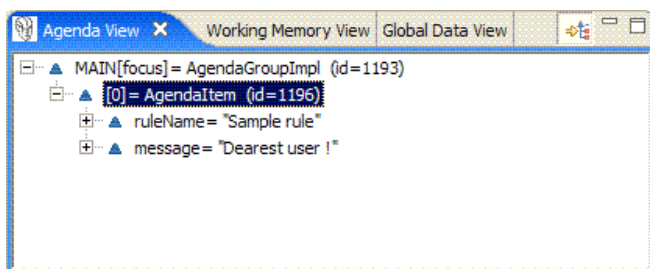 Agenda View Working Memory View Global Data View
MAIN[focus]= AgendaGroupImpl (id=1193)
[0]= AgendaItem (id=1196)
ruleName= "Sample rule"
message= "Dearest user !"